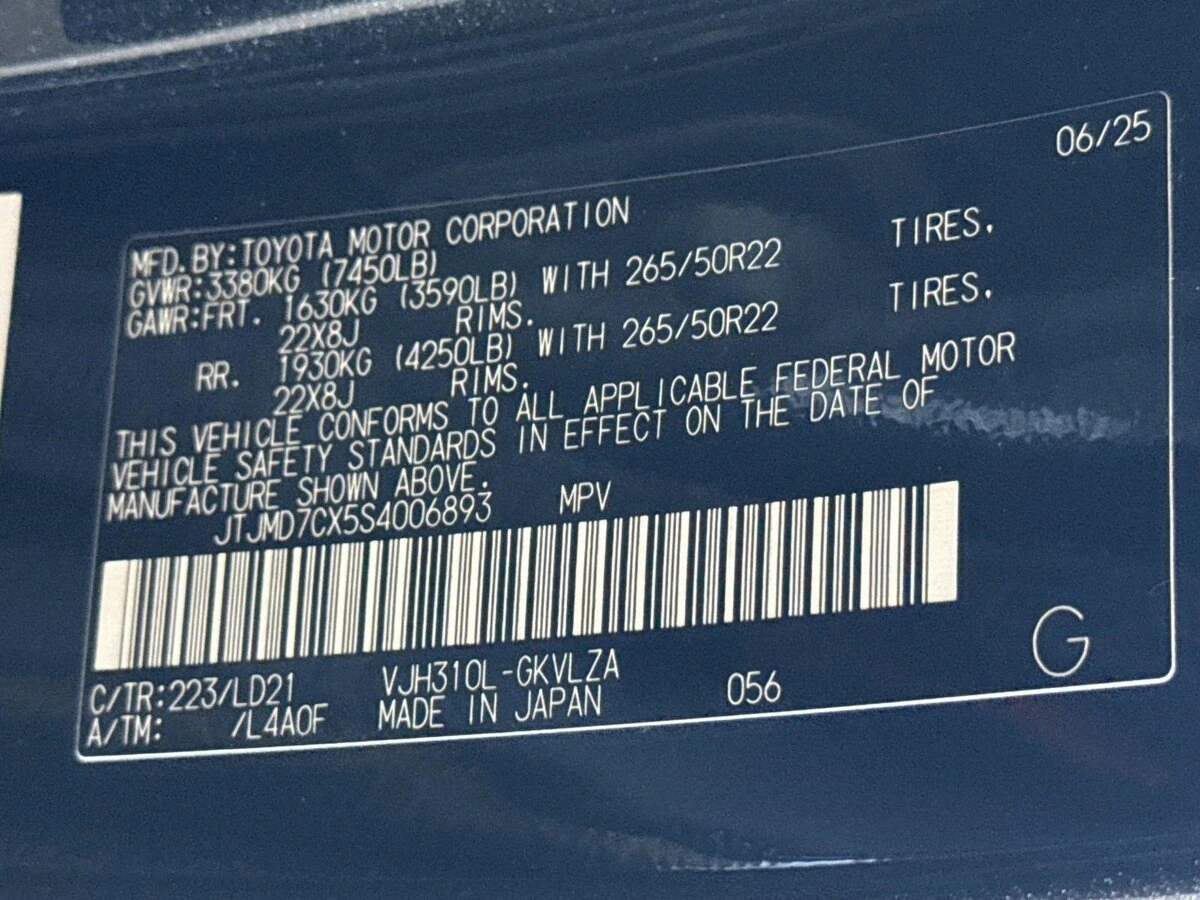 06/25
MFD.BY:TOYOTA MOTOR CORPORATION
GVWR:3380KG (7450LB)
GAWR:FRT. 1630KG (3590LB) WITH 265/50R22 TIRES.
22X8J RIMS.
RR. 1930KG (4250LB) WITH 265/50R22 TIRES.
22X8J RIMS.
THIS VEHICLE CONFORMS TO ALL APPLICABLE FEDERAL MOTOR
VEHICLE SAFETY STANDARDS IN EFFECT ON THE DATE OF
MANUFACTURE SHOWN ABOVE.
JTJMD7CX5S4006893 MPV
C/TR:223/LD21 VJH310L-GKVLZA
A/TM: /L4A0F MADE IN JAPAN 056 G